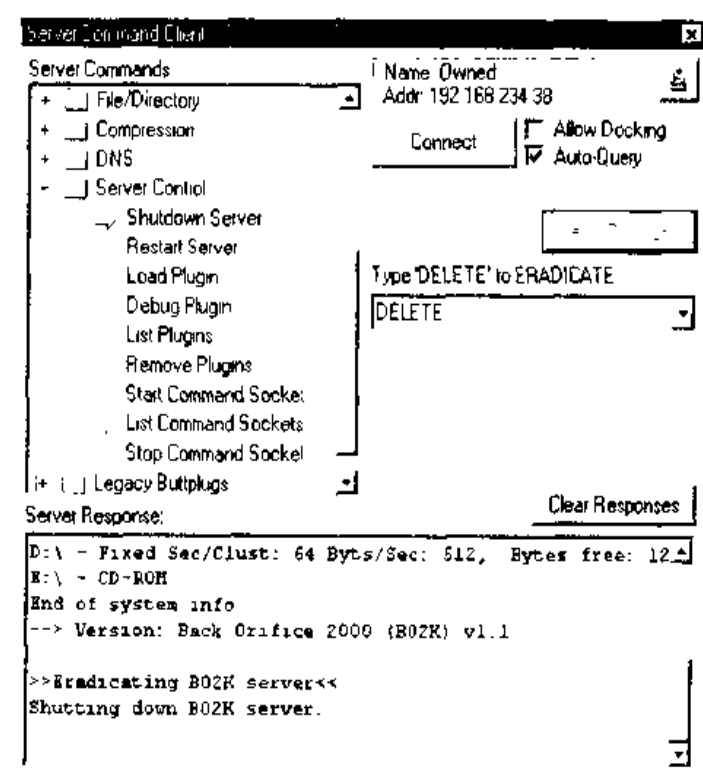 Server Command Client
Server Commands
Name Owned
Addr 192 168 234 38
+ File/Directory
+ Compression
+ DNS
- Server Control
Shutdown Server
Restart Server
Load Plugin
Debug Plugin
List Plugins
Remove Plugins
Start Command Socket
List Command Sockets
Stop Command Socket
+ Legacy Buttplugs
Connect
Allow Docking
Auto-Query
Type 'DELETE' to ERADICATE
DELETE
Clear Responses
Server Response:
D:\ - Fixed Sec/Clust: 64 Byts/Sec: 512, Bytes free: 12
E:\ - CD-ROM
End of system info
--> Version: Back Orifice 2000 (BO2K) v1.1
>>Eradicating BO2K server<<
Shutting down BO2K server.